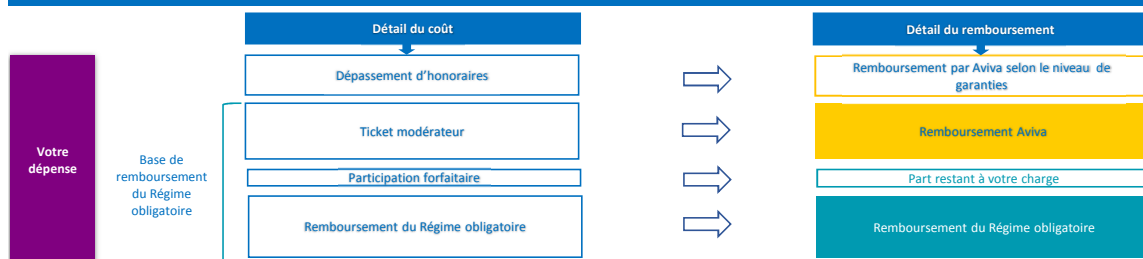 Détail du coût
Détail du remboursement
Dépassement d’honoraires
Remboursement par Aviva selon le niveau de
garanties
Votre
dépense
Base de
remboursement
du Régime
obligatoire
Ticket modérateur
Remboursement Aviva
Participation forfaitaire
Part restant à votre charge
Remboursement du Régime obligatoire
Remboursement du Régime obligatoire